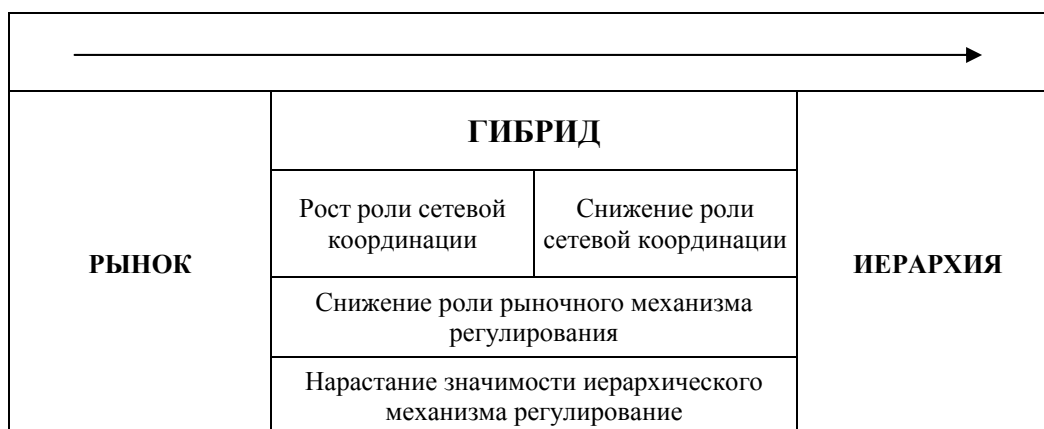 ГИБРИД
Рост роли сетевой
координации
Снижение роли
сетевой координации
РЫНОК
ИЕРАРХИЯ
Снижение роли рыночного механизма
регулирования
Нарастание значимости иерархического
механизма регулирование